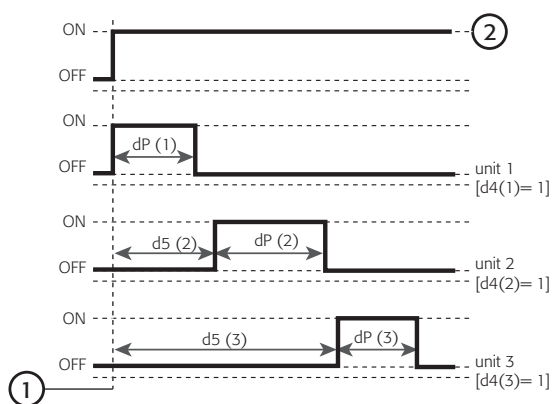 ON
2
OFF
ON
dP (1)
OFF
unit 1
[d4(1)= 1]
ON
d5 (2)
dP (2)
OFF
unit 2
[d4(2)= 1]
ON
d5 (3)
dP (3)
OFF
unit 3
[d4(3)= 1]
1